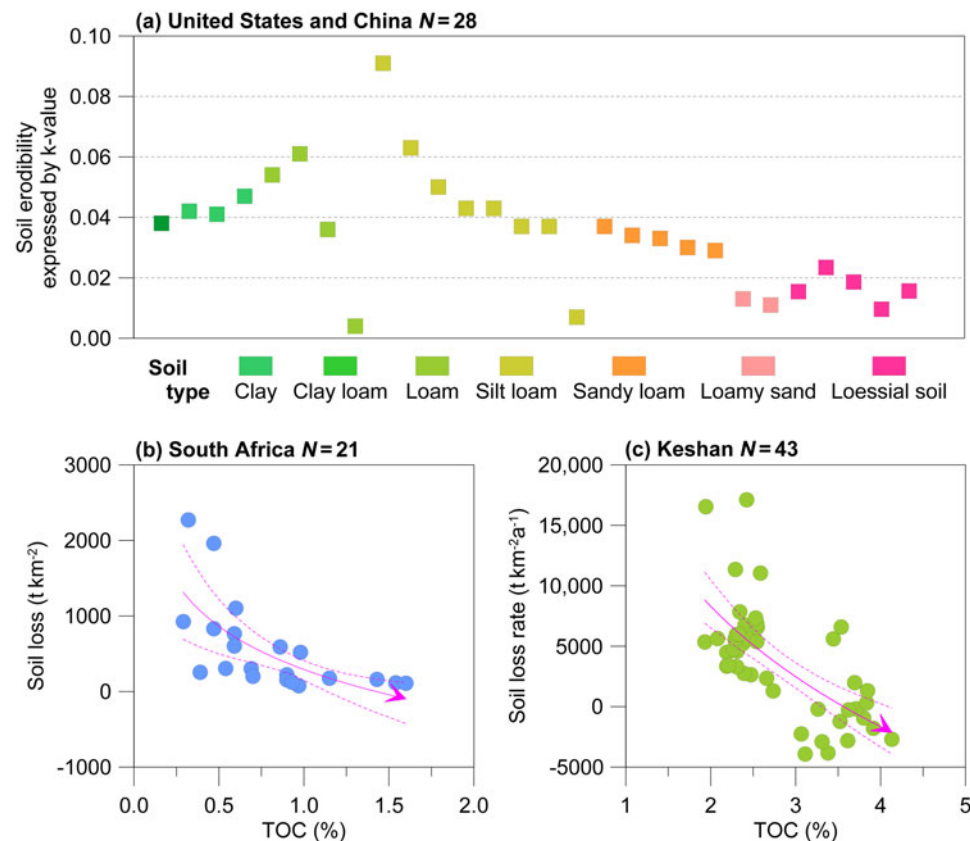 (a) United States and China N = 28
Soil erodibility
expressed by k-value
0.10
0.08
0.06
0.04
0.02
0.00
Soil
type
Clay
Clay loam
Loam
Silt loam
Sandy loam
Loamy sand
Loessial soil
(b) South Africa N = 21
Soil loss (t km⁻²)
3000
2000
1000
0
-1000
0.0 0.5 1.0 1.5 2.0
TOC (%)
(c) Keshan N = 43
Soil loss rate (t km⁻²a⁻¹)
20,000
15,000
10,000
5000
0
-5000
1 2 3 4 5
TOC (%)